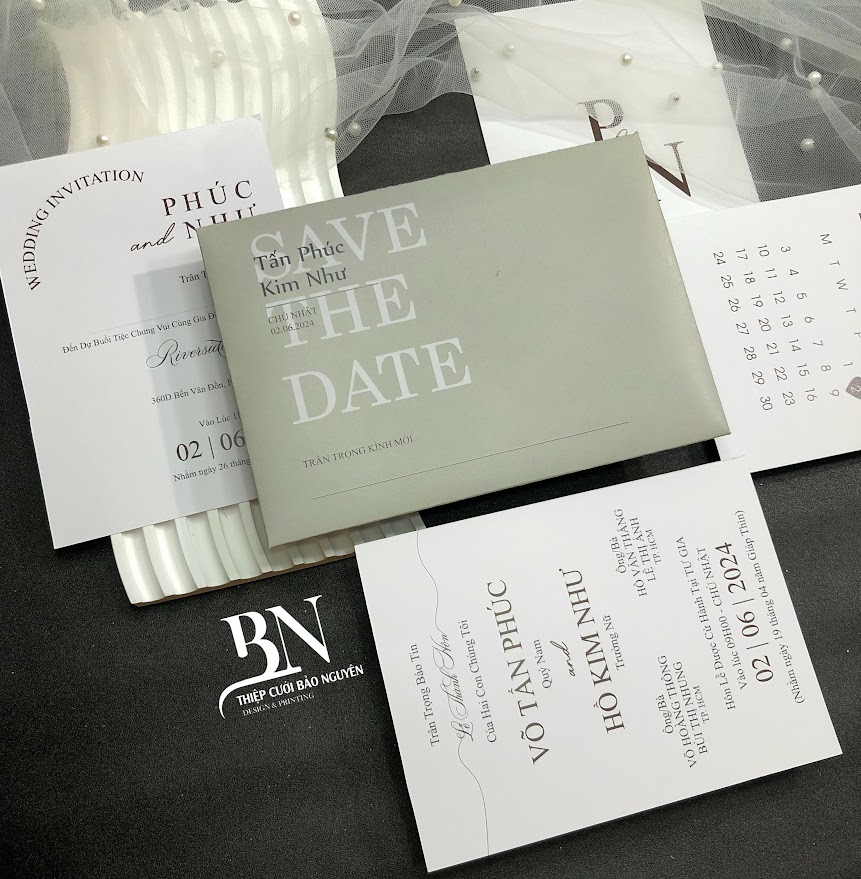 WEDDING INVITATION
PHÚC
and NHƯ
Trân T
Đến Dự Buổi Tiệc Chung Vui Cùng Gia Đ
Riversid
360D Bến Vân Đồn, P
Vào Lúc 1
02 | 06
Nhằm ngày 26 tháng
SAVE
THE
DATE
Tấn Phúc
Kim Như
CHỦ NHẬT
02.06.2024
TRÂN TRỌNG KÍNH MỜI
P
&
N
M T W T F
1
2
3 4 5 6 7 8 9
10 11 12 13 14 15 16
17 18 19 20 21 22 23
24 25 26 27 28 29 30
Trân Trọng Báo Tin
Lễ Thành Hôn
Của Hai Con Chúng Tôi
VÕ TẤN PHÚC
Quý Nam
and
HỒ KIM NHƯ
Trưởng Nữ
Ông/Bà
VÕ HOÀNG THÔNG
BÙI THỊ NHUNG
TP HCM
Ông/Bà
HỒ VĂN THẮNG
LÊ THỊ ÁNH
TP. HCM
Hôn Lễ Được Cử Hành Tại TƯ GIA
Vào lúc 09H00 - CHỦ NHẬT
02 | 06 | 2024
(Nhằm ngày 19 tháng 04 năm Giáp Thìn)
BN
THIỆP CƯỚI BẢO NGUYÊN
DESIGN & PRINTING